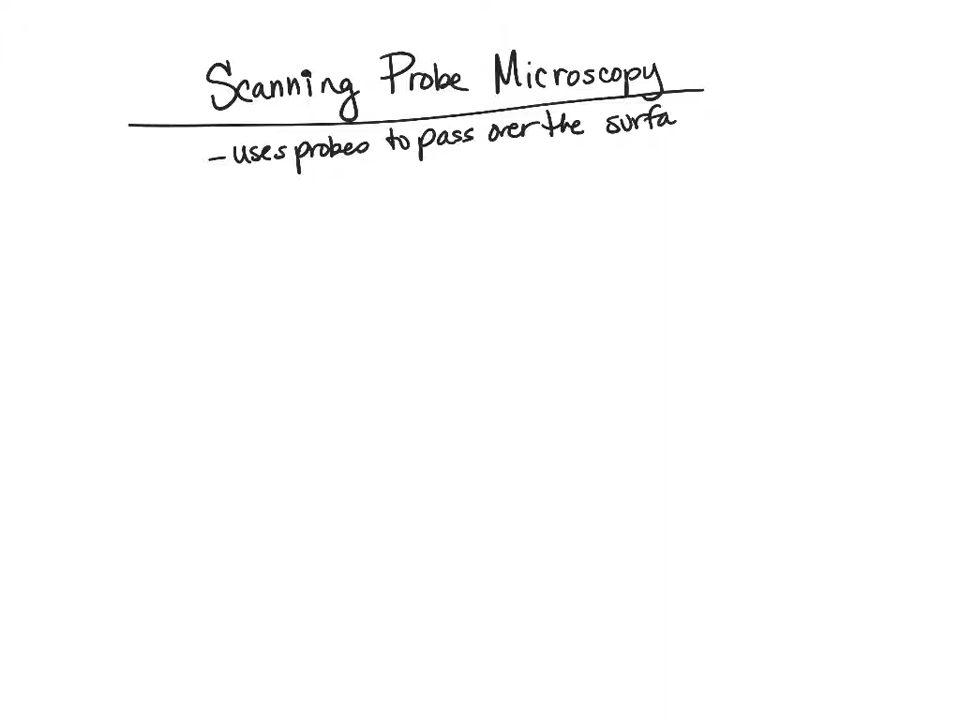 Scanning Probe Microscopy
- uses probes to pass over the surfa